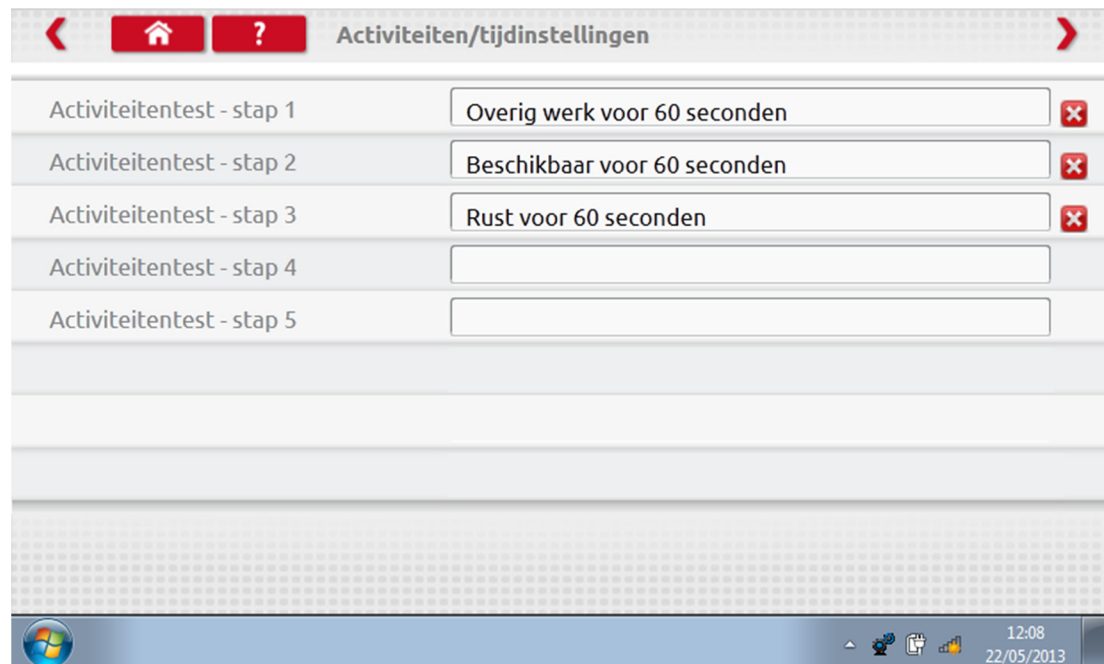 ? Activiteiten/tijdinstellingen
Activiteitentest - stap 1 Overig werk voor 60 seconden
Activiteitentest - stap 2 Beschikbaar voor 60 seconden
Activiteitentest - stap 3 Rust voor 60 seconden
Activiteitentest - stap 4
Activiteitentest - stap 5
12:08
22/05/2013